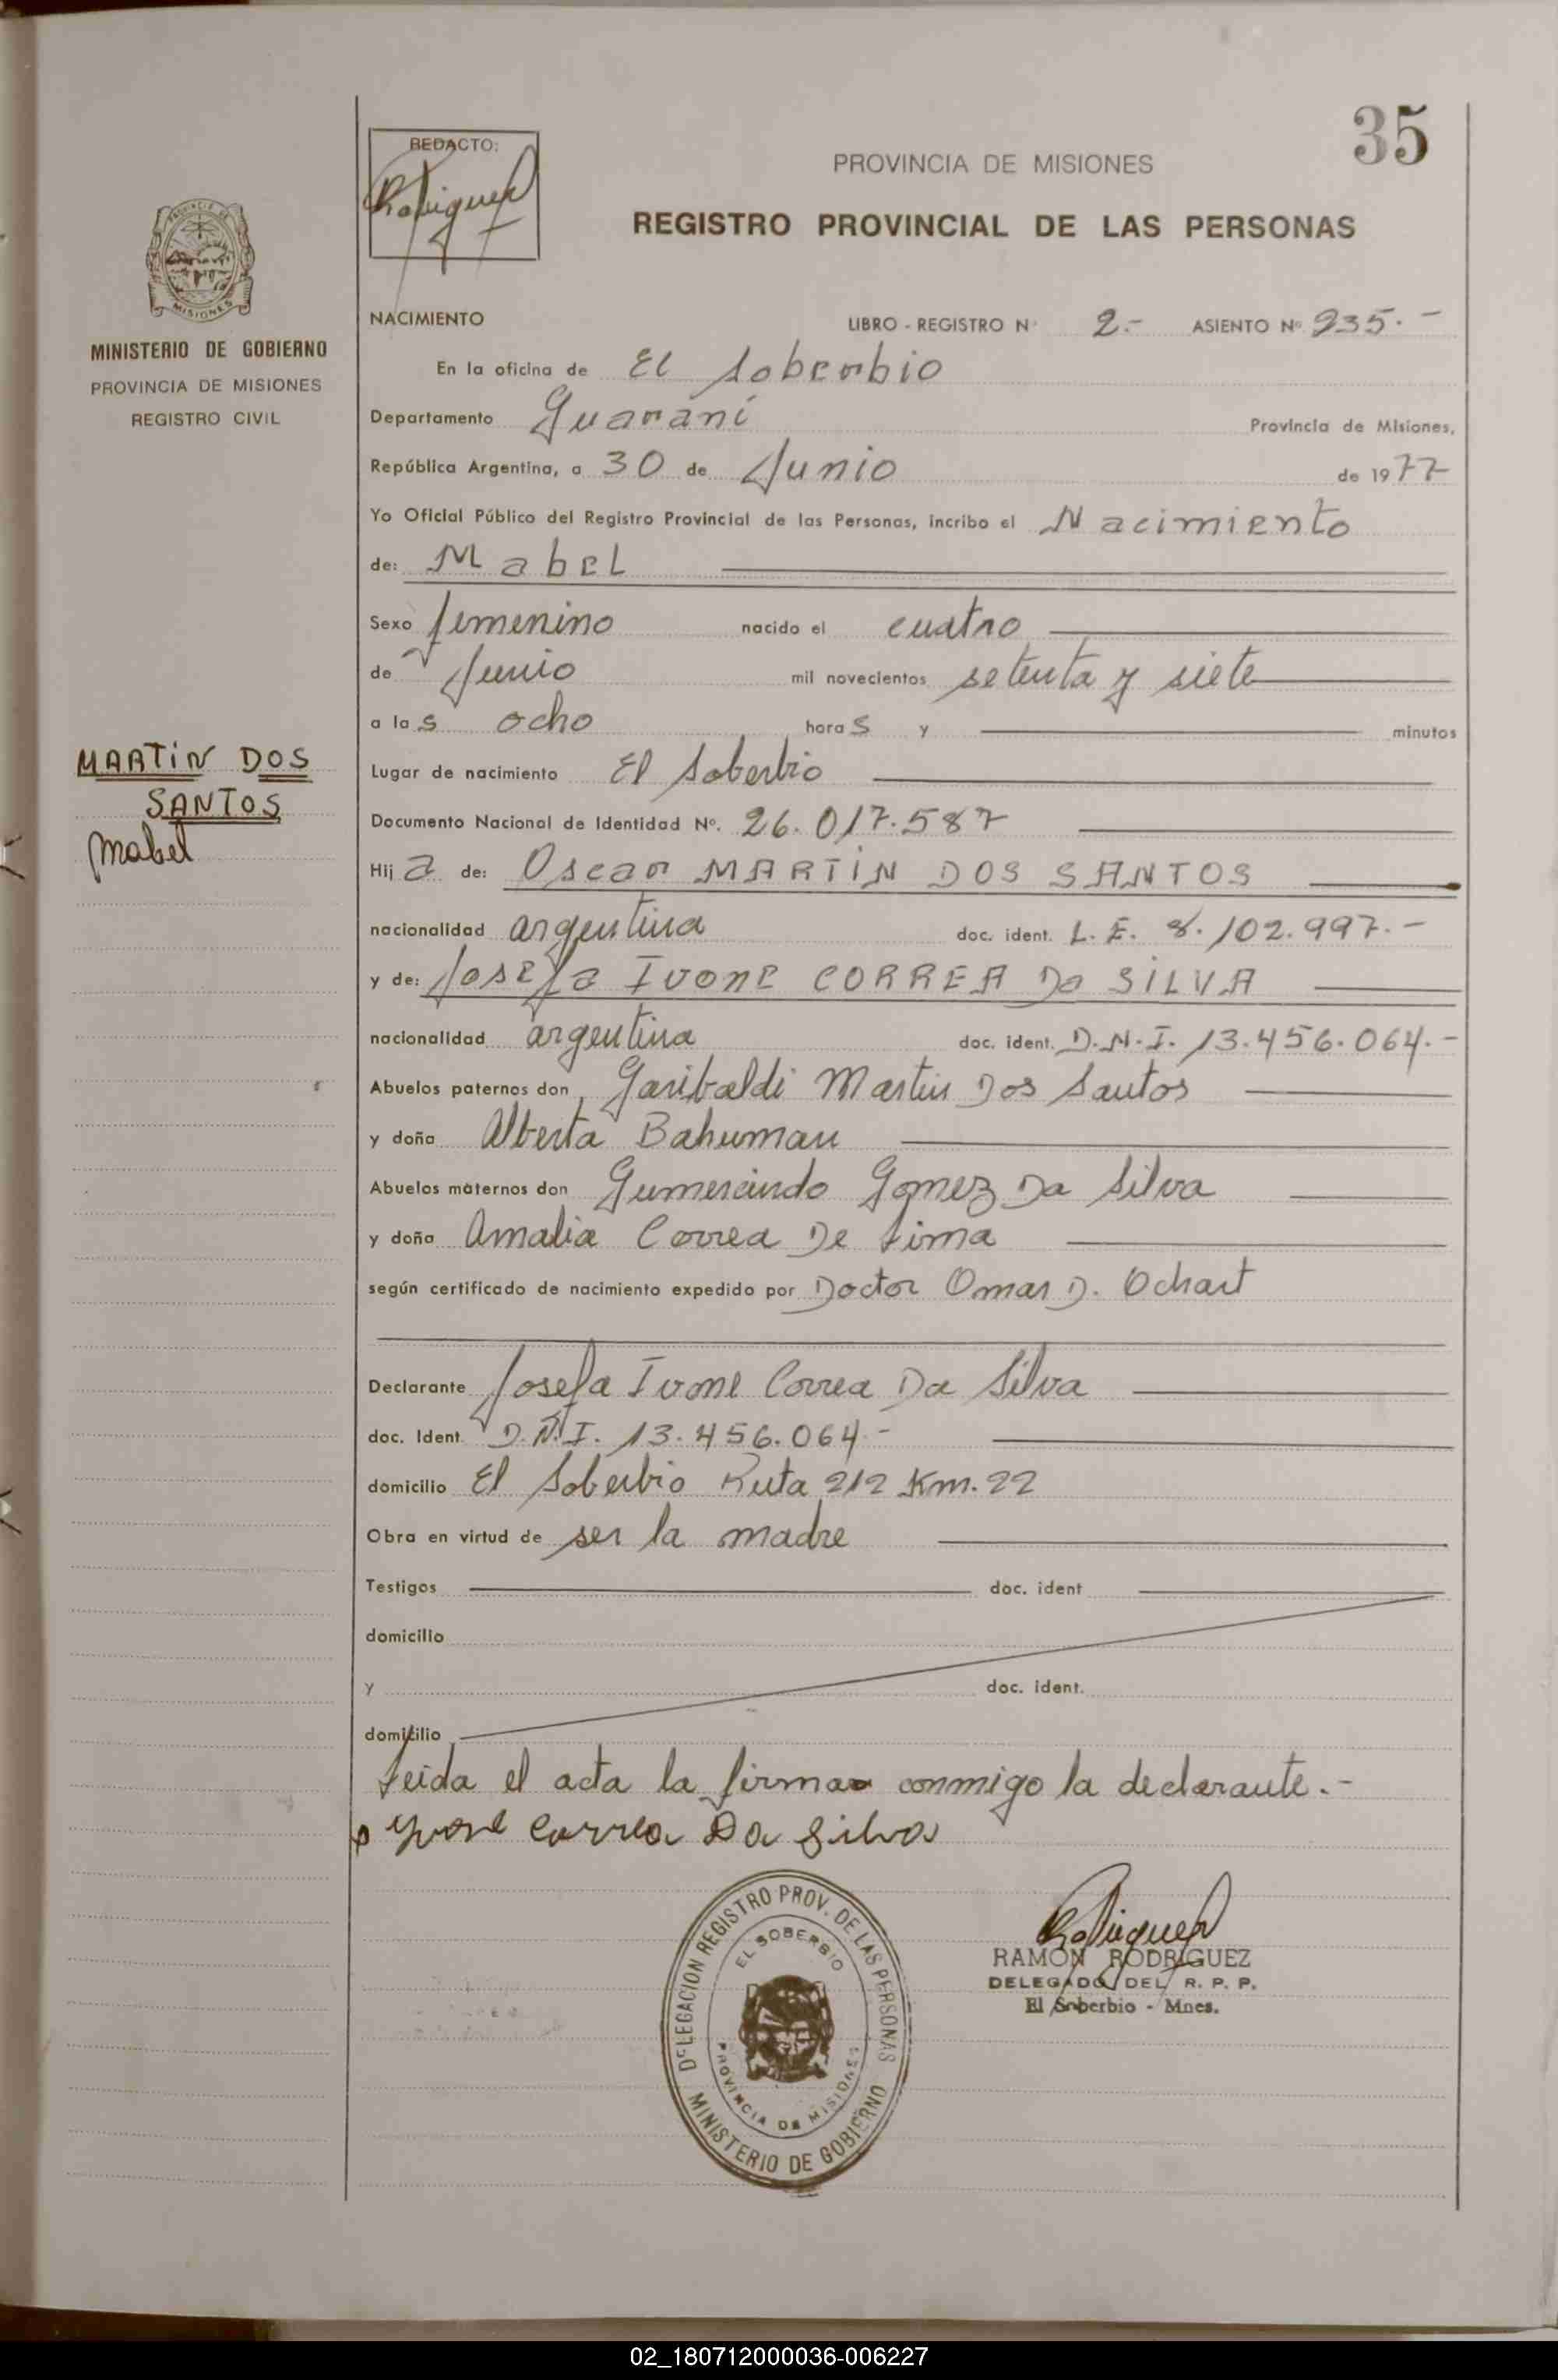 35
REDACTO:
Rodriguez
PROVINCIA DE MISIONES
REGISTRO PROVINCIAL DE LAS PERSONAS
PROVINCIA DE
MISIONES
MINISTERIO DE GOBIERNO
PROVINCIA DE MISIONES
REGISTRO CIVIL
MARTIN DOS
SANTOS
Mabel
NACIMIENTO LIBRO - REGISTRO Nº 2.- ASIENTO Nº 235.-
En la oficina de El Soberbio
Departamento Guaraní Provincia de Misiones,
República Argentina, a 30 de Junio de 1977
Yo Oficial Público del Registro Provincial de las Personas, incribo el Nacimiento
de: Mabel
Sexo femenino nacido el cuatro
de Junio mil novecientos setenta y siete
a las ocho horas y minutos
Lugar de nacimiento El Soberbio
Documento Nacional de Identidad Nº. 26.017.587
Hija de: Oscar MARTIN DOS SANTOS
nacionalidad argentina doc. ident. L.E. 8.102.997.-
y de: Josefa Ivone CORREA Da SILVA
nacionalidad argentina doc. ident. D.N.I. 13.456.064.-
Abuelos paternos don, Garibaldi Martin Dos Santos
y doña Alberta Bahuman
Abuelos maternos don Gumercindo Gomez Da Silva
y doña Amalia Correa De Lima
según certificado de nacimiento expedido por Doctor Omar D. Ochart
Declarante Josefa Ivone Correa Da Silva
doc. Ident D.N.I. 13.456.064.-
domicilio El Soberbio Ruta 212 Km. 22
Obra en virtud de ser la madre
Testigos doc. ident
domicilio
y doc. ident.
domicilio
Leida el acta la firma conmigo la declarante.-
Yvone Correa Da Silva
DELEGACION REGISTRO PROV. DE LAS PERSONAS
EL SOBERBIO
PROVINCIA DE MISIONES
MINISTERIO DE GOBIERNO
Rodriguez
RAMON RODRIGUEZ
DELEGADO DEL R. P. P.
El Soberbio - Mnes.
02_180712000036-006227